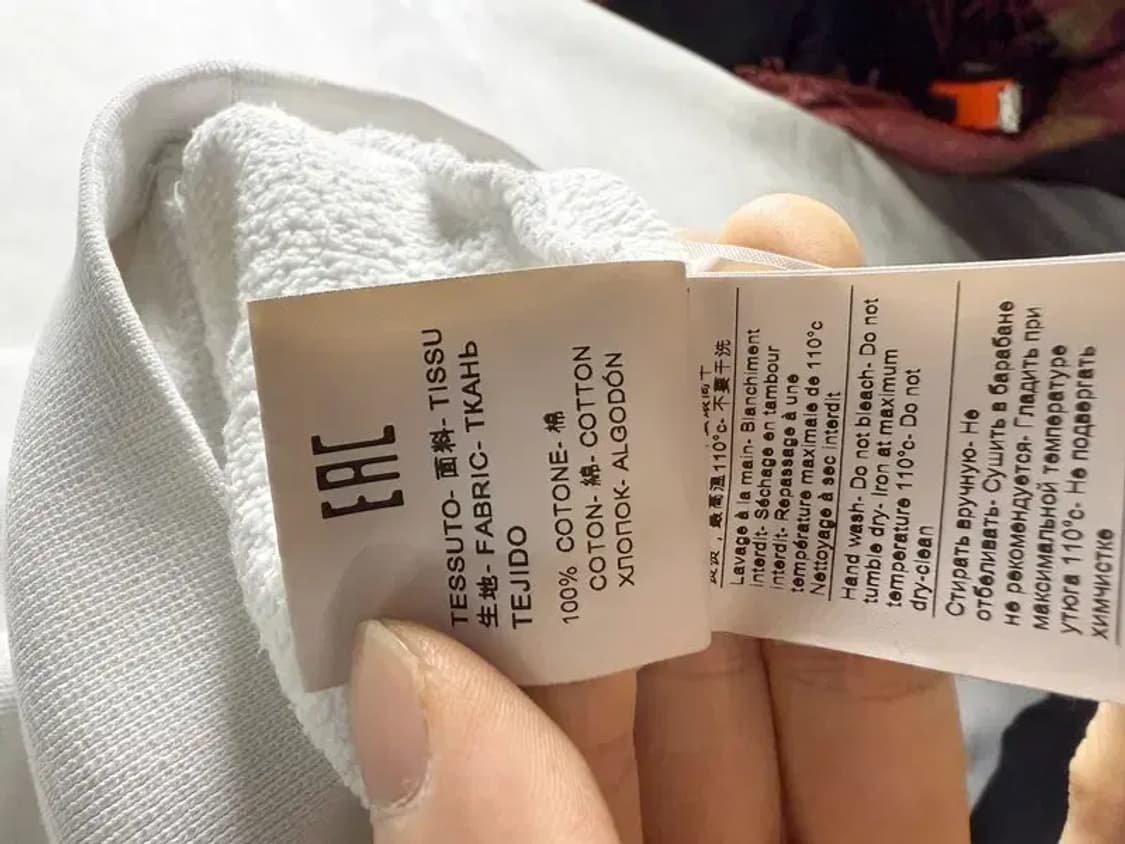 EAC
TESSUTO- 面料- TISSU
生地- FABRIC- ТКАНЬ
TEJIDO
100% COTONE- 棉
COTON- 綿- COTTON
ХЛОПОК- ALGODÓN
最高温110°c- 不要干洗
Lavage à la main- Blanchiment
interdit- Séchage en tambour
interdit- Repassage à une
température maximale de 110°c
Nettoyage à sec interdit
Hand wash- Do not bleach- Do not
tumble dry- Iron at maximum
temperature 110°c- Do not
dry-clean
Стирать вручную- Не
отбеливать- Сушить в барабане
не рекомендуется- Гладить при
максимальной температуре
утюга 110°c- Не подвергать
химчистке